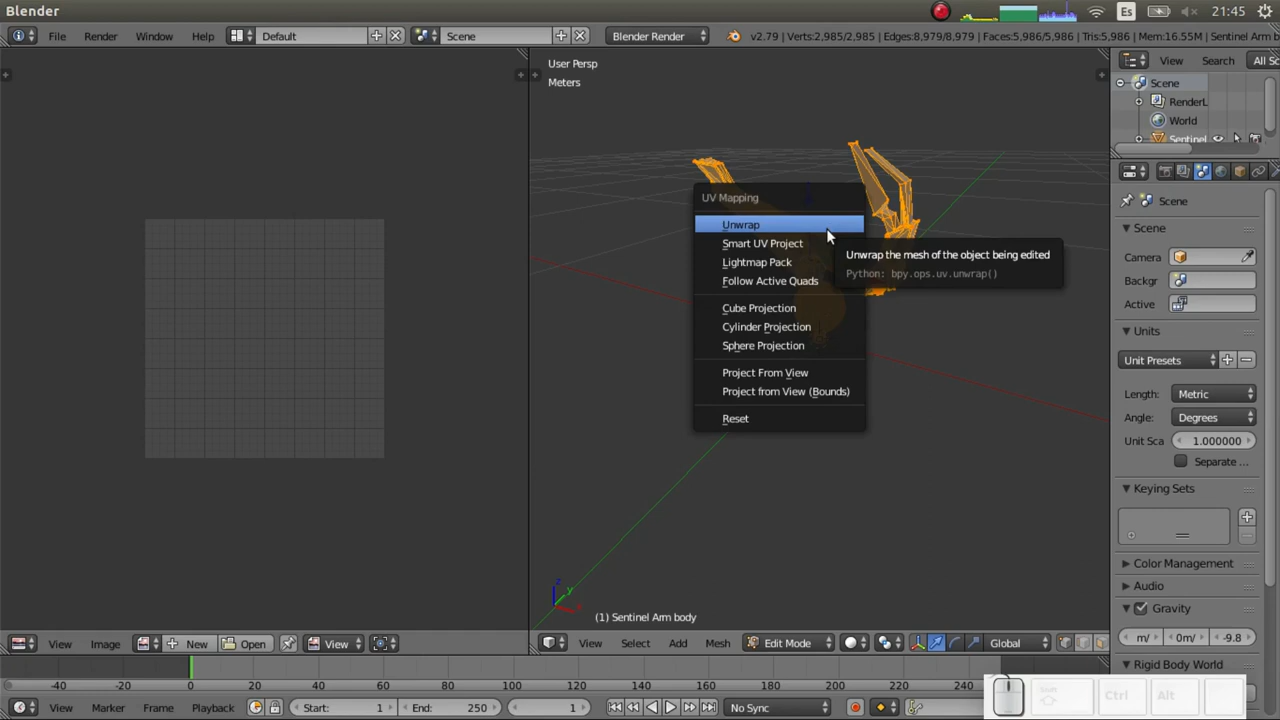 Blender
Es
21:45
File Render Window Help Default Scene Blender Render v2.79 | Verts:2,985/2,985 | Edges:8,979/8,979 | Faces:5,986/5,986 | Tris:5,986 | Mem:16.55M | Sentinel Arm b
User Persp
Meters
View Search All Sc
Scene
RenderL
World
Sentinel
UV Mapping
Unwrap
Smart UV Project
Lightmap Pack
Follow Active Quads
Cube Projection
Cylinder Projection
Sphere Projection
Project From View
Project from View (Bounds)
Reset
Unwrap the mesh of the object being edited
Python: bpy.ops.uv.unwrap()
Scene
Scene
Camera
Backgr
Active
Units
Unit Presets
Length: Metric
Angle: Degrees
Unit Sca 1.000000
Separate ...
Keying Sets
Color Management
Audio
Gravity
m/ 0m/ -9.8
Rigid Body World
z
y
x
(1) Sentinel Arm body
View Image New Open View
View Select Add Mesh Edit Mode Global
-40 -20 0 20 40 60 80 100 120 140 160 180 200 220 240
View Marker Frame Playback Start: 1 End: 250 1 No Sync
Shift Ctrl Alt